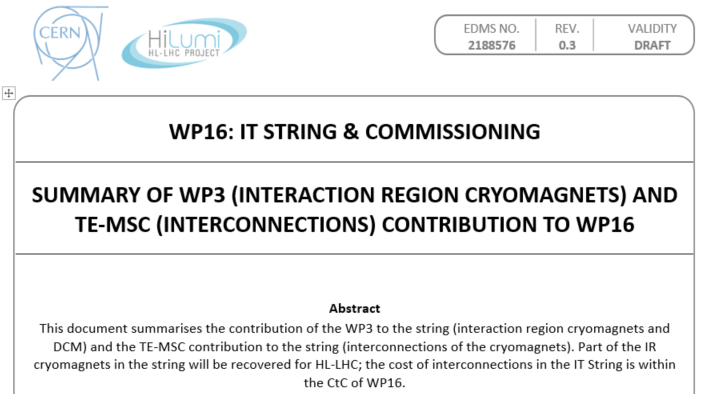 CERN
HiLumi
HL-LHC PROJECT
EDMS NO. REV. VALIDITY
2188576 0.3 DRAFT
WP16: IT STRING & COMMISSIONING
SUMMARY OF WP3 (INTERACTION REGION CRYOMAGNETS) AND
TE-MSC (INTERCONNECTIONS) CONTRIBUTION TO WP16
Abstract
This document summarises the contribution of the WP3 to the string (interaction region cryomagnets and
DCM) and the TE-MSC contribution to the string (interconnections of the cryomagnets). Part of the IR
cryomagnets in the string will be recovered for HL-LHC; the cost of interconnections in the IT String is within
the CtC of WP16.